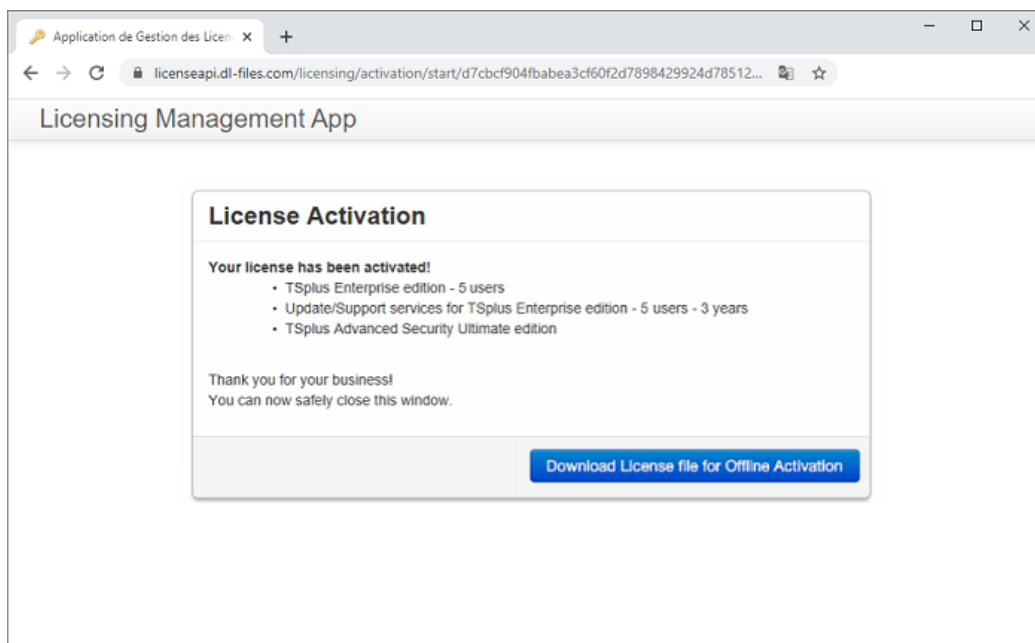 Application de Gestion des Licen
licenseapi.dl-files.com/licensing/activation/start/d7cbcf904fbabea3cf60f2d7898429924d78512...
Licensing Management App
License Activation
Your license has been activated!
• TSplus Enterprise edition - 5 users
• Update/Support services for TSplus Enterprise edition - 5 users - 3 years
• TSplus Advanced Security Ultimate edition
Thank you for your business!
You can now safely close this window.
Download License file for Offline Activation